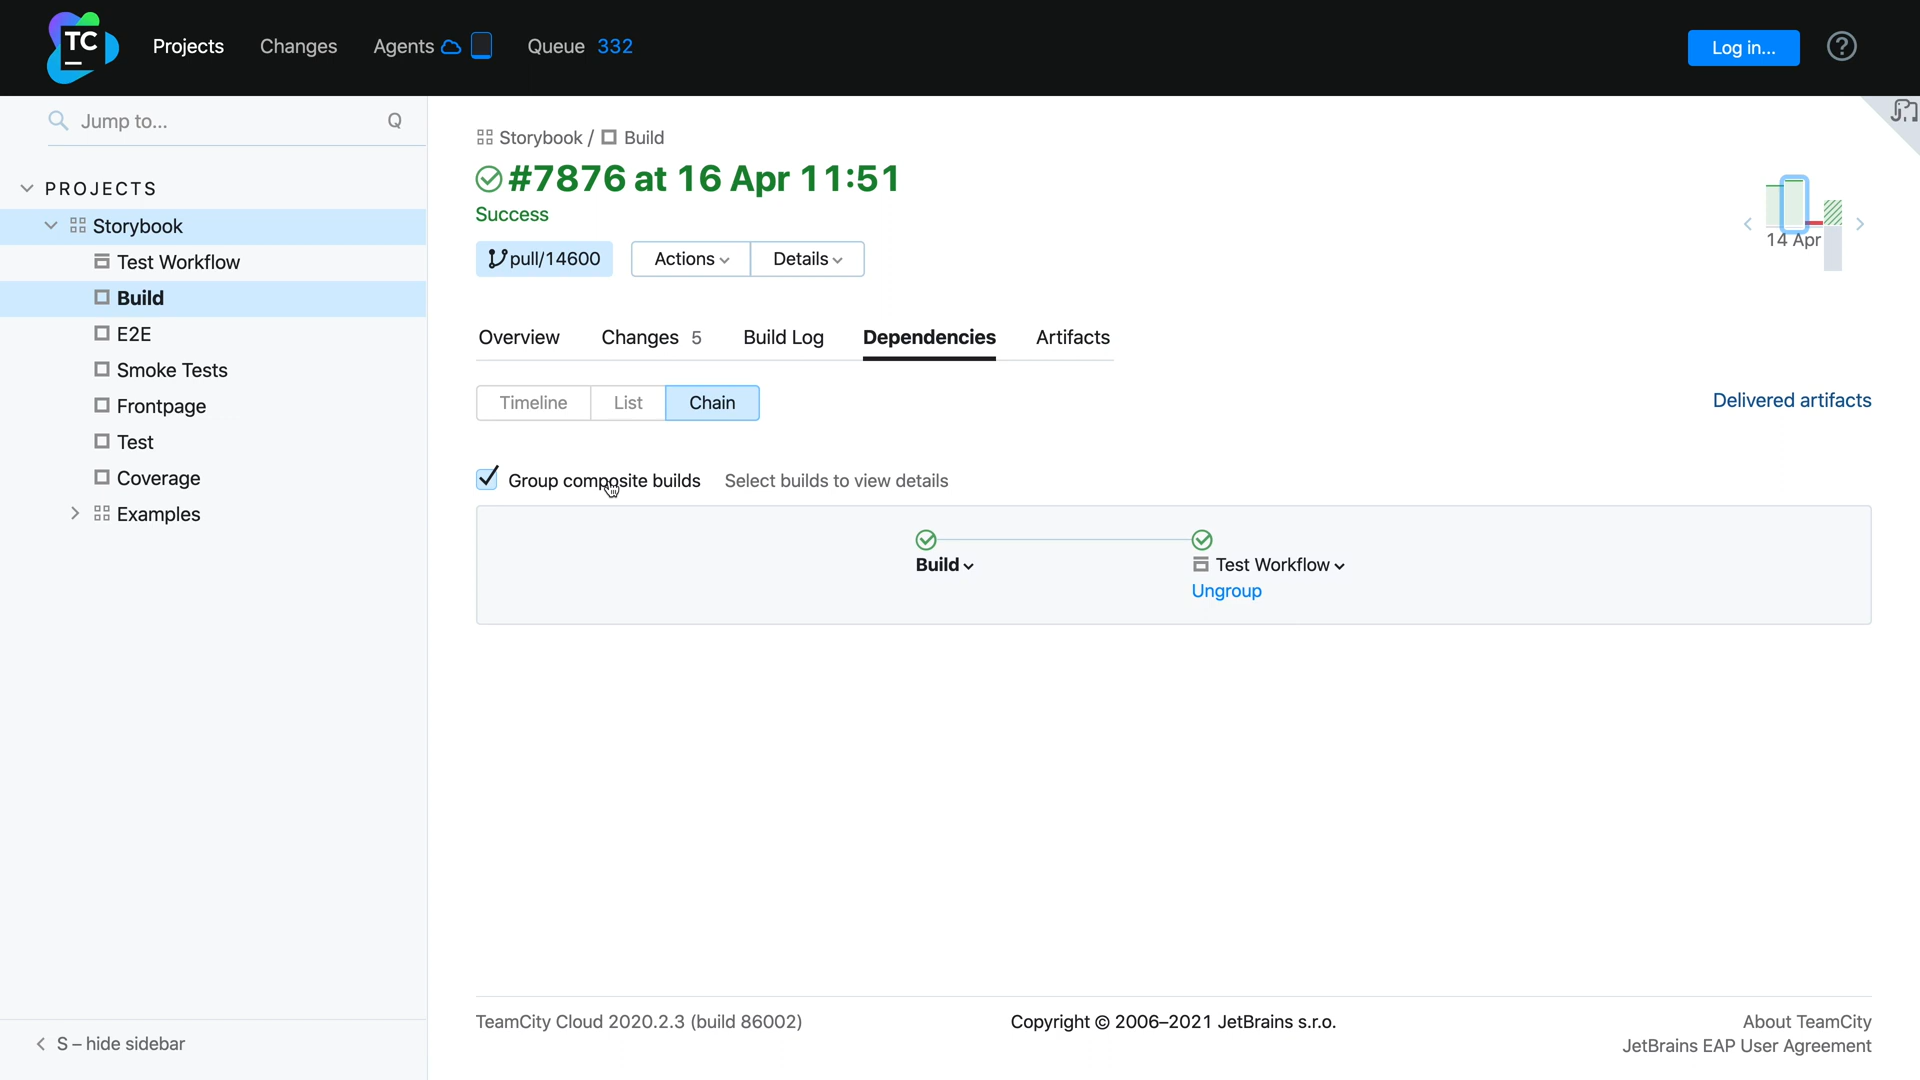 TC Projects Changes Agents Queue 332 Log in... ?
Jump to... Q
PROJECTS
Storybook
Test Workflow
Build
E2E
Smoke Tests
Frontpage
Test
Coverage
Examples
S – hide sidebar
Storybook / Build
#7876 at 16 Apr 11:51
Success
pull/14600 Actions Details
14 Apr
Overview Changes 5 Build Log Dependencies Artifacts
Timeline List Chain
Delivered artifacts
Group composite builds Select builds to view details
Build Test Workflow
Ungroup
TeamCity Cloud 2020.2.3 (build 86002)
Copyright © 2006–2021 JetBrains s.r.o.
About TeamCity
JetBrains EAP User Agreement